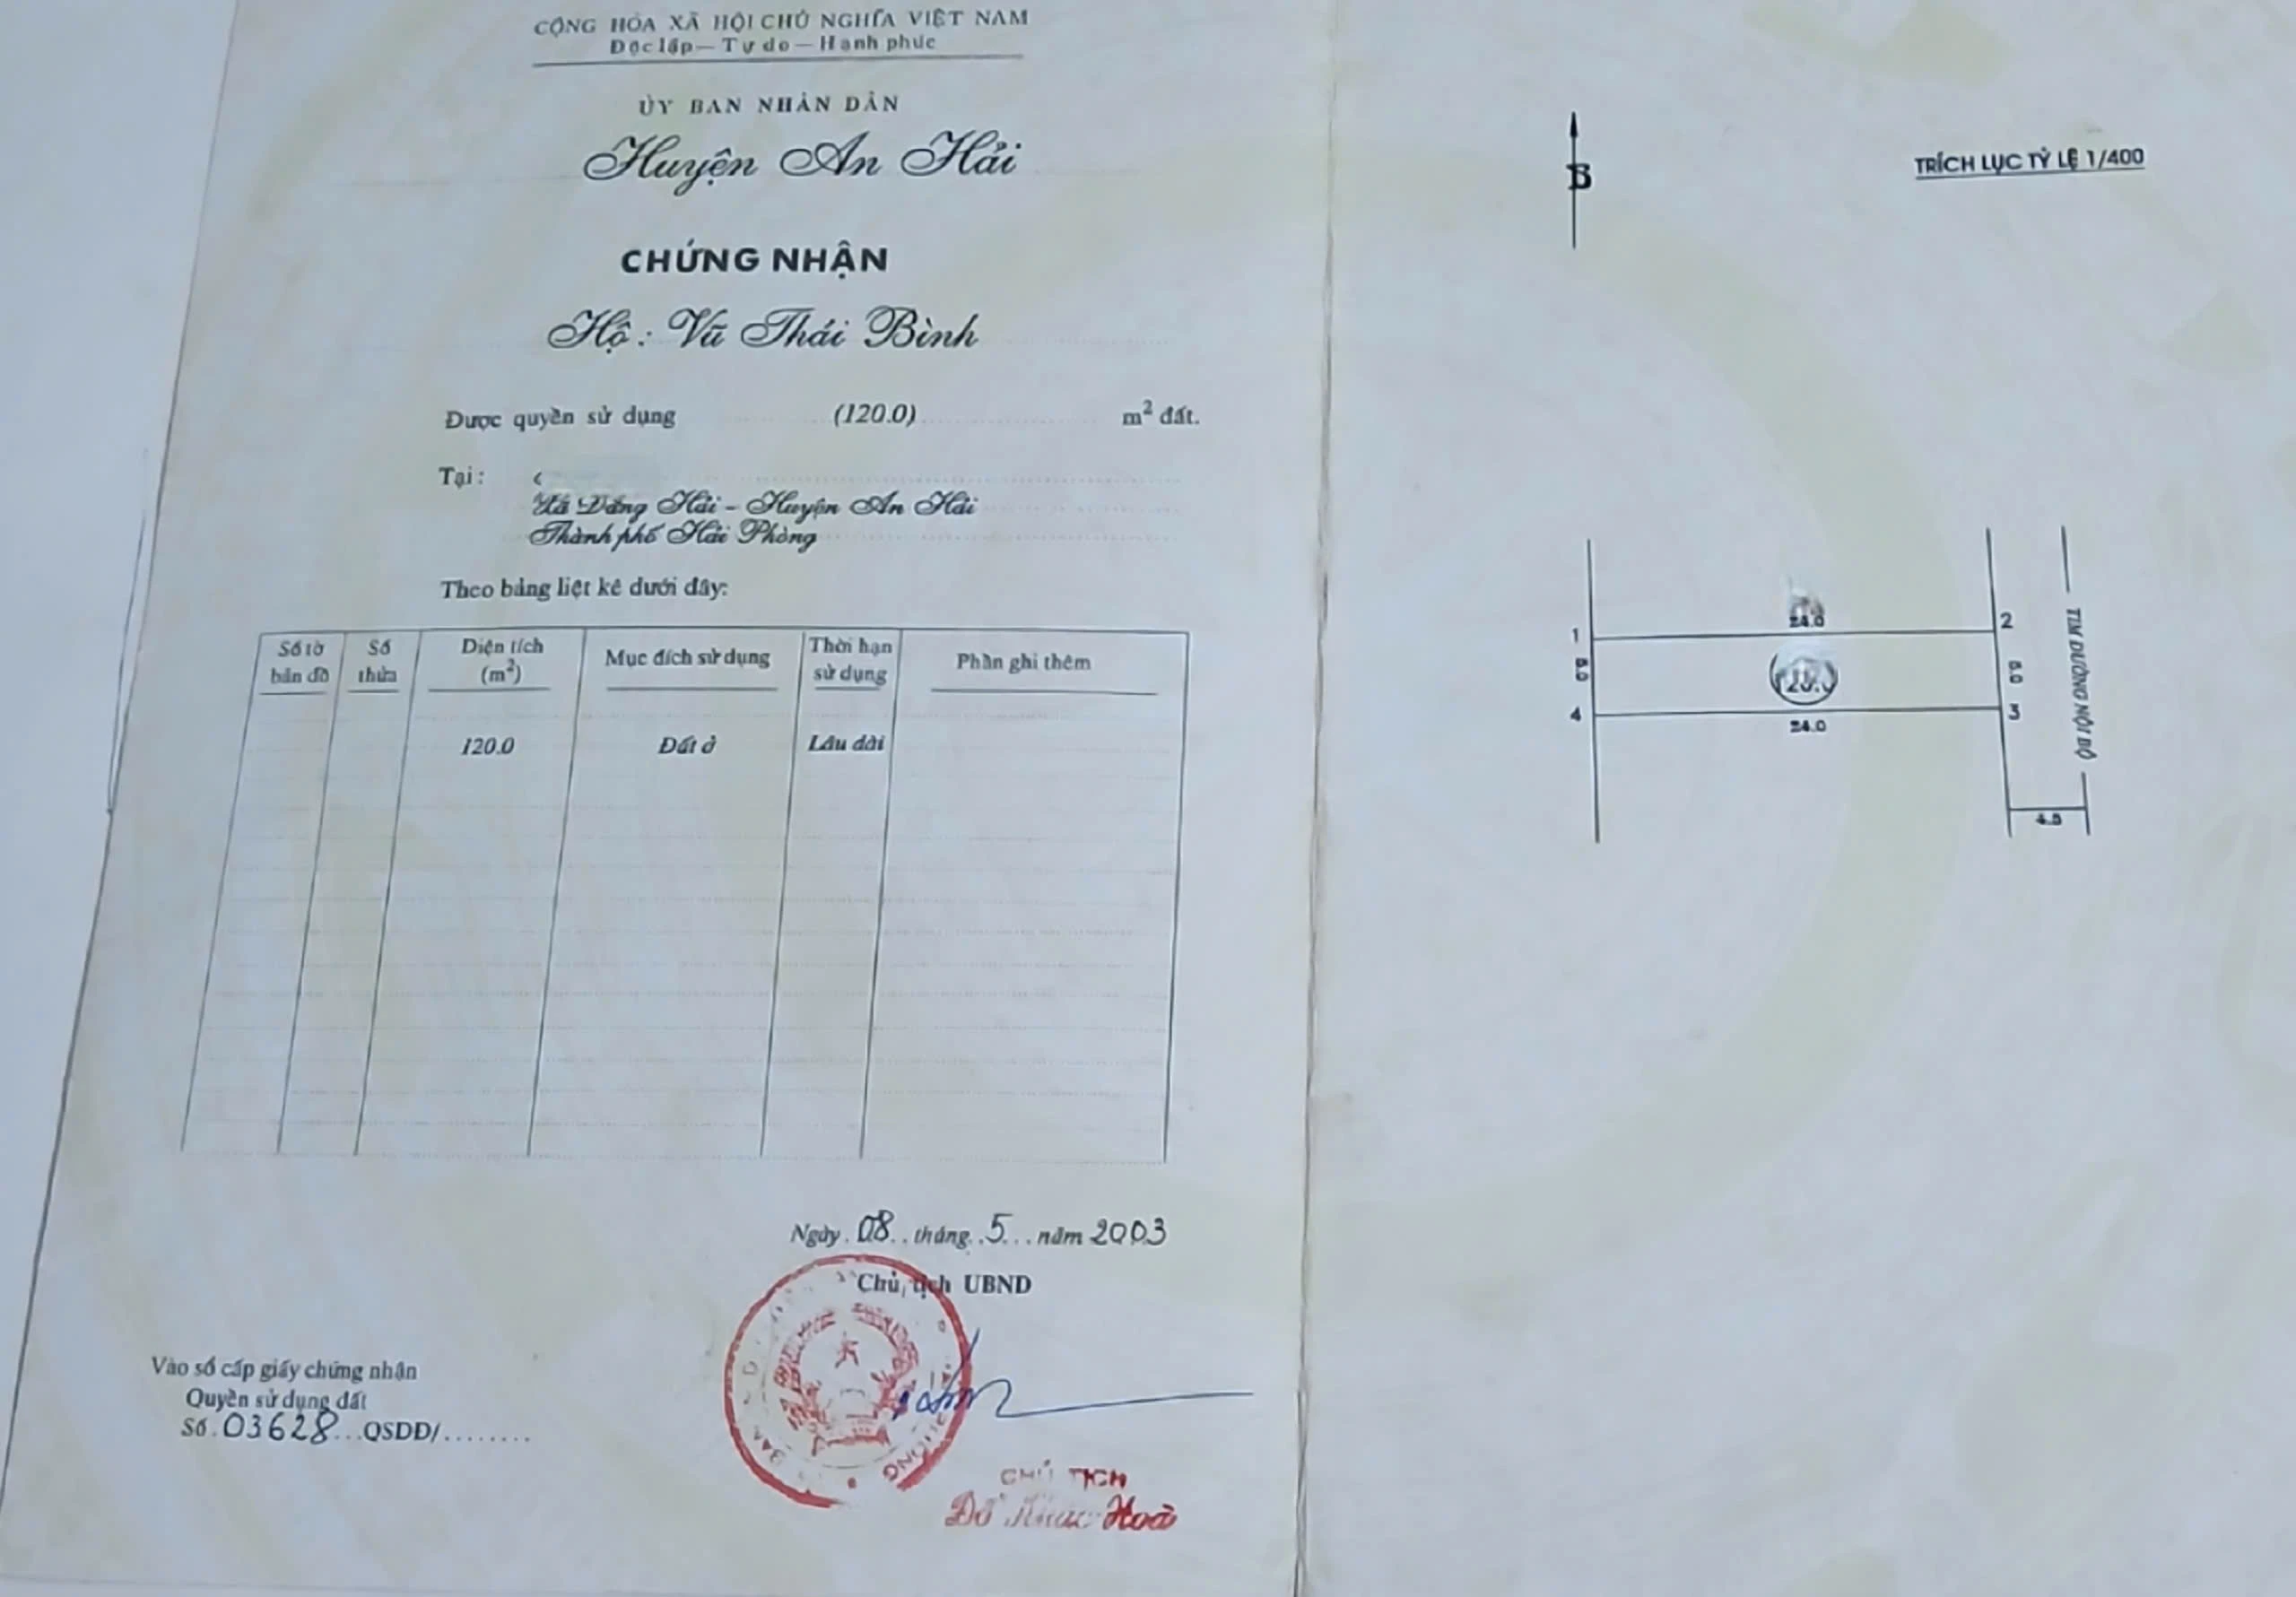 CỘNG HÒA XÃ HỘI CHỦ NGHĨA VIỆT NAM
Độc lập — Tự do — Hạnh phúc
ỦY BAN NHÂN DÂN
Huyện An Hải
CHỨNG NHẬN
Hộ: Vũ Thái Bình
Được quyền sử dụng (120.0) m² đất.
Tại:
Xã Đằng Hải - Huyện An Hải
Thành phố Hải Phòng
Theo bảng liệt kê dưới đây:
Số tờ bản đồ Số thửa Diện tích (m²) Mục đích sử dụng Thời hạn sử dụng Phần ghi thêm
120.0 Đất ở Lâu dài
Ngày 08 tháng 5 năm 2003
Chủ tịch UBND
Vào sổ cấp giấy chứng nhận
Quyền sử dụng đất
Số 03628 QSDĐ/
CHỦ TỊCH
Hoà
B
TRÍCH LỤC TỶ LỆ 1/400
24.0
1
2
5.0
5.0
4
3
24.0
TIM ĐƯỜNG NỘI BỘ